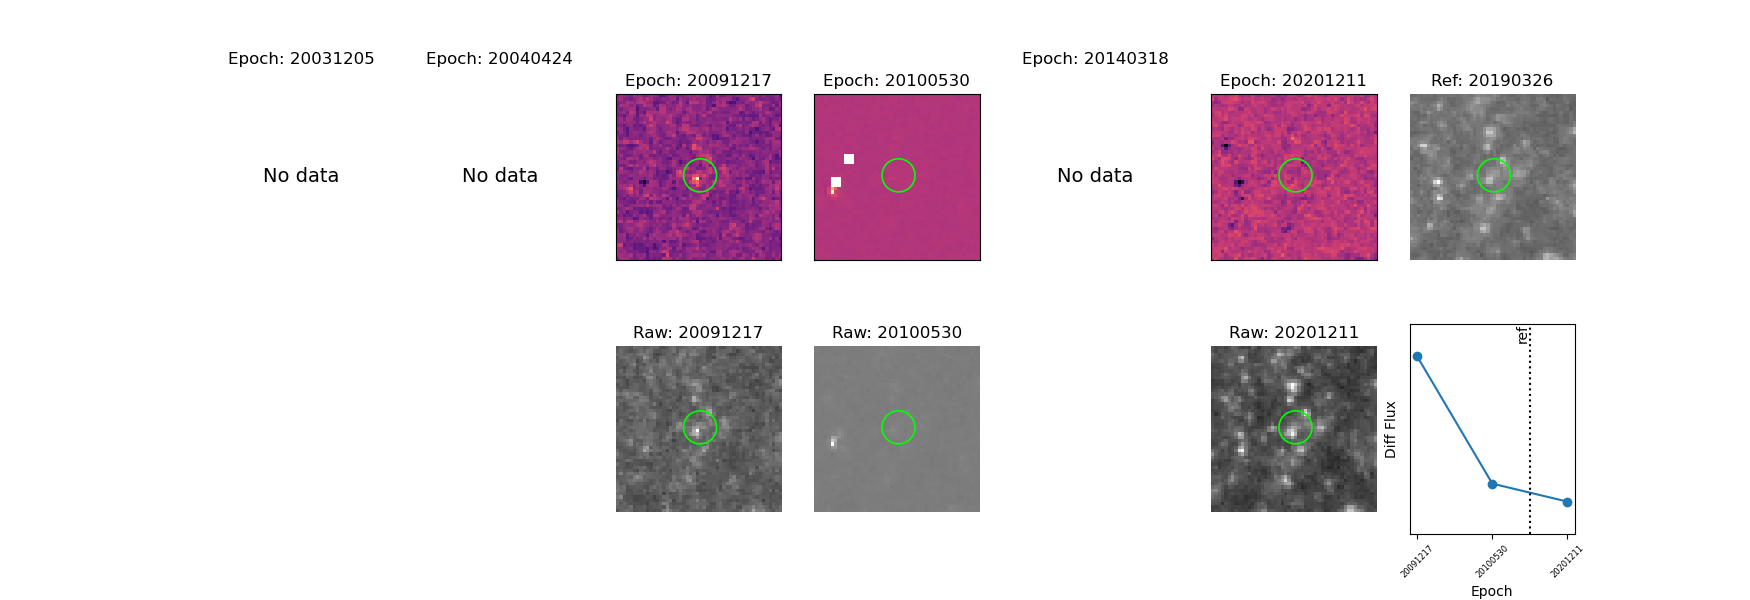 Epoch: 20031205
Epoch: 20040424
Epoch: 20140318
Epoch: 20091217
Epoch: 20100530
Epoch: 20201211
Ref: 20190326
No data
No data
No data
Raw: 20091217
Raw: 20100530
Raw: 20201211
ref
Diff Flux
20091217
20100530
20201211
Epoch